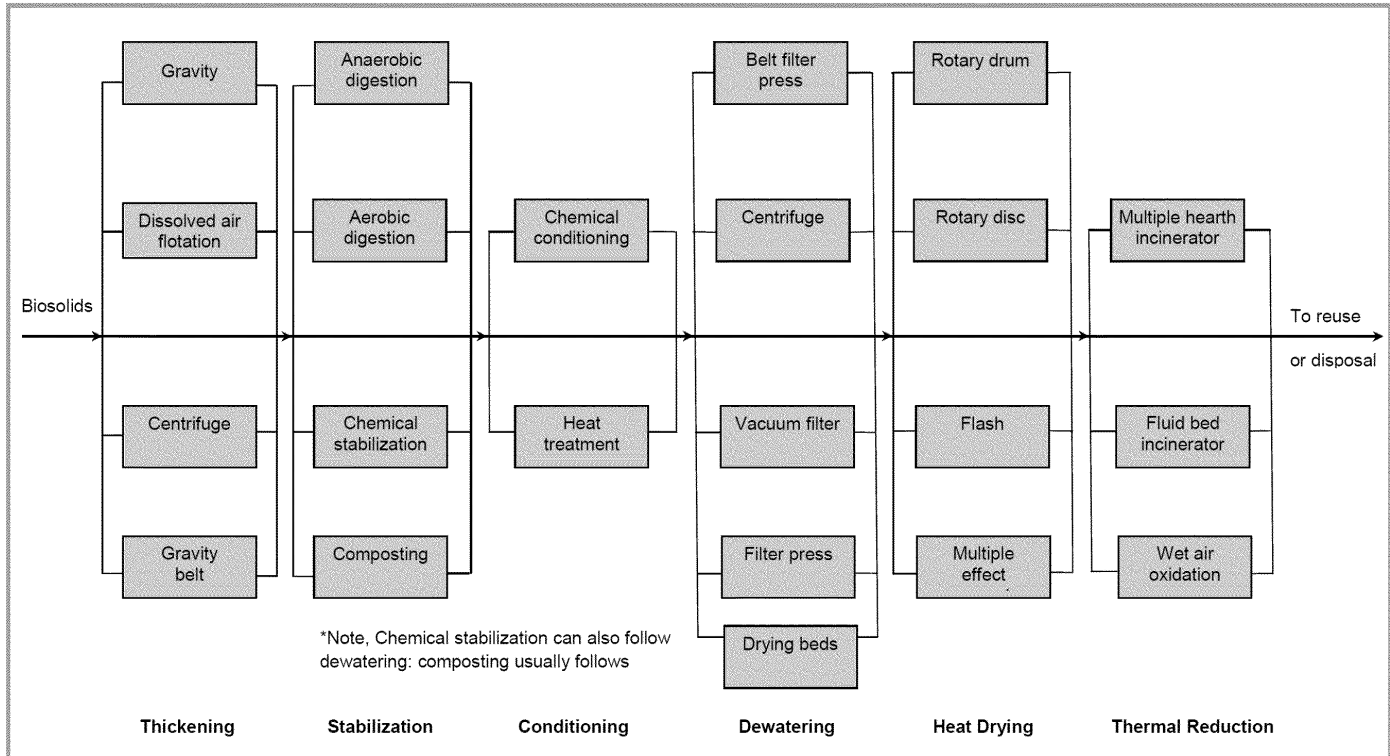 Gravity
Anaerobic
digestion
Belt filter
press
Rotary drum
Dissolved air
flotation
Aerobic
digestion
Chemical
conditioning
Centrifuge
Rotary disc
Multiple hearth
incinerator
Biosolids
To reuse
or disposal
Centrifuge
Chemical
stabilization
Heat
treatment
Vacuum filter
Flash
Fluid bed
incinerator
Gravity
belt
Composting
Filter press
Multiple
effect
Wet air
oxidation
*Note, Chemical stabilization can also follow
dewatering: composting usually follows
Drying beds
Thickening
Stabilization
Conditioning
Dewatering
Heat Drying
Thermal Reduction